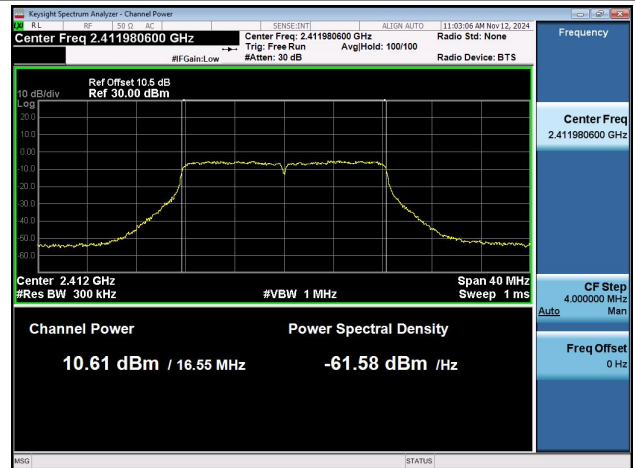 Keysight Spectrum Analyzer - Channel Power
LXI RL RF 50 Ω AC SENSE:INT ALIGN AUTO 11:03:06 AM Nov 12, 2024
Center Freq 2.411980600 GHz
Center Freq: 2.411980600 GHz
Radio Std: None
Trig: Free Run Avg|Hold: 100/100
#IFGain:Low #Atten: 30 dB Radio Device: BTS
Ref Offset 10.5 dB
10 dB/div Ref 30.00 dBm
Log
20.0
10.0
0.00
-10.0
-20.0
-30.0
-40.0
-50.0
-60.0
Center 2.412 GHz Span 40 MHz
#Res BW 300 kHz #VBW 1 MHz Sweep 1 ms
Channel Power Power Spectral Density
10.61 dBm / 16.55 MHz -61.58 dBm /Hz
MSG STATUS
Frequency
Center Freq
2.411980600 GHz
CF Step
4.000000 MHz
Auto Man
Freq Offset
0 Hz